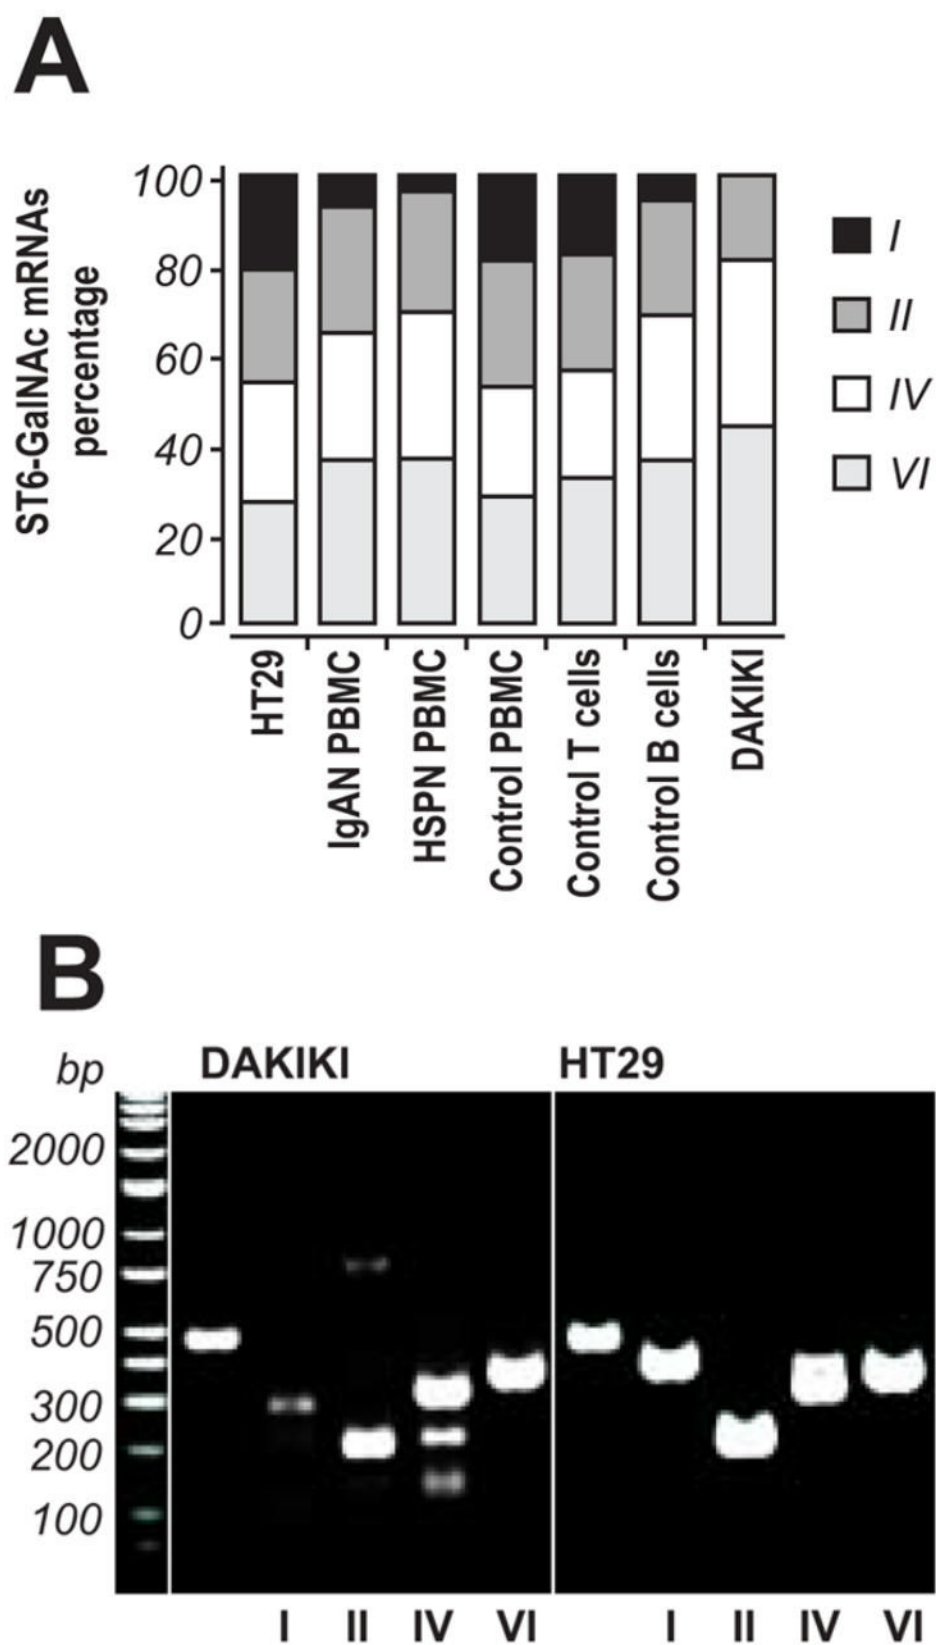 A
ST6-GalNAc mRNAs
percentage
100
80
60
40
20
0
I
II
IV
VI
HT29
IgAN PBMC
HSPN PBMC
Control PBMC
Control T cells
Control B cells
DAKIKI
B
bp
DAKIKI
HT29
2000
1000
750
500
300
200
100
I II IV VI
I II IV VI